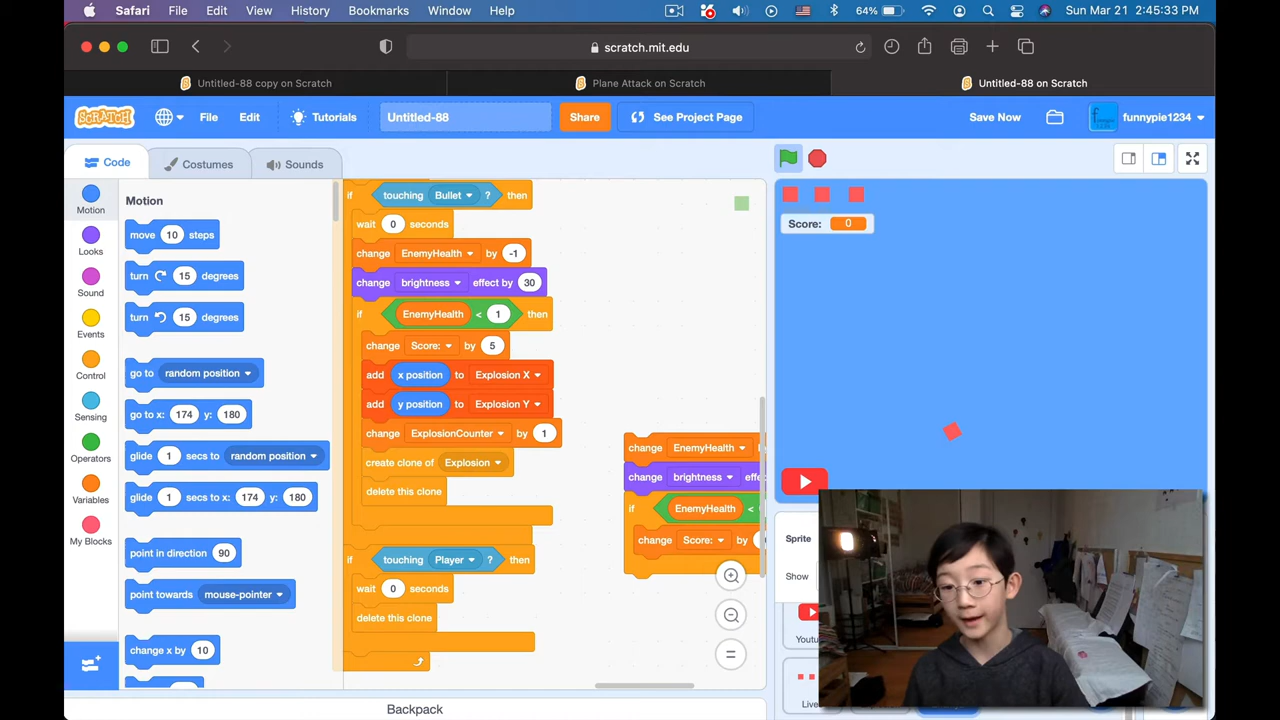 Safari File Edit View History Bookmarks Window Help 64% Sun Mar 21 2:45:33 PM
scratch.mit.edu
Untitled-88 copy on Scratch Plane Attack on Scratch Untitled-88 on Scratch
SCRATCH File Edit Tutorials Untitled-88 Share See Project Page Save Now funnypie1234
Code Costumes Sounds
Motion
Looks
Sound
Events
Control
Sensing
Operators
Variables
My Blocks
Motion
move 10 steps
turn 15 degrees
turn 15 degrees
go to random position
go to x: 174 y: 180
glide 1 secs to random position
glide 1 secs to x: 174 y: 180
point in direction 90
point towards mouse-pointer
change x by 10
if touching Bullet ? then
wait 0 seconds
change EnemyHealth by -1
change brightness effect by 30
if EnemyHealth < 1 then
change Score: by 5
add x position to Explosion X
add y position to Explosion Y
change ExplosionCounter by 1
create clone of Explosion
delete this clone
if touching Player ? then
wait 0 seconds
delete this clone
change EnemyHealth
change brightness effe
if EnemyHealth <
change Score: by
Score: 0
Sprite
Show
Youtu
Live
Backpack